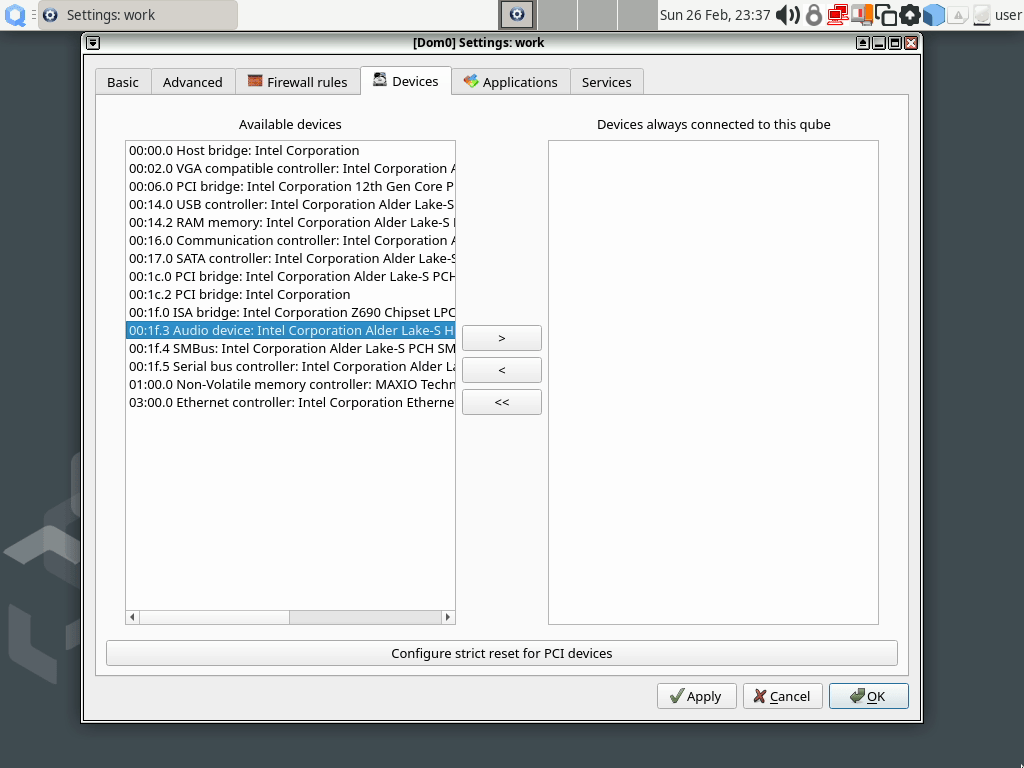 Settings: work
Sun 26 Feb, 23:37
user
[Dom0] Settings: work
Basic
Advanced
Firewall rules
Devices
Applications
Services
Available devices
Devices always connected to this qube
00:00.0 Host bridge: Intel Corporation
00:02.0 VGA compatible controller: Intel Corporation A
00:06.0 PCI bridge: Intel Corporation 12th Gen Core P
00:14.0 USB controller: Intel Corporation Alder Lake-S
00:14.2 RAM memory: Intel Corporation Alder Lake-S
00:16.0 Communication controller: Intel Corporation A
00:17.0 SATA controller: Intel Corporation Alder Lake-S
00:1c.0 PCI bridge: Intel Corporation Alder Lake-S PCH
00:1c.2 PCI bridge: Intel Corporation
00:1f.0 ISA bridge: Intel Corporation Z690 Chipset LPC
00:1f.3 Audio device: Intel Corporation Alder Lake-S H
00:1f.4 SMBus: Intel Corporation Alder Lake-S PCH SM
00:1f.5 Serial bus controller: Intel Corporation Alder La
01:00.0 Non-Volatile memory controller: MAXIO Techn
03:00.0 Ethernet controller: Intel Corporation Etherne
>
<
<<
Configure strict reset for PCI devices
Apply
Cancel
OK